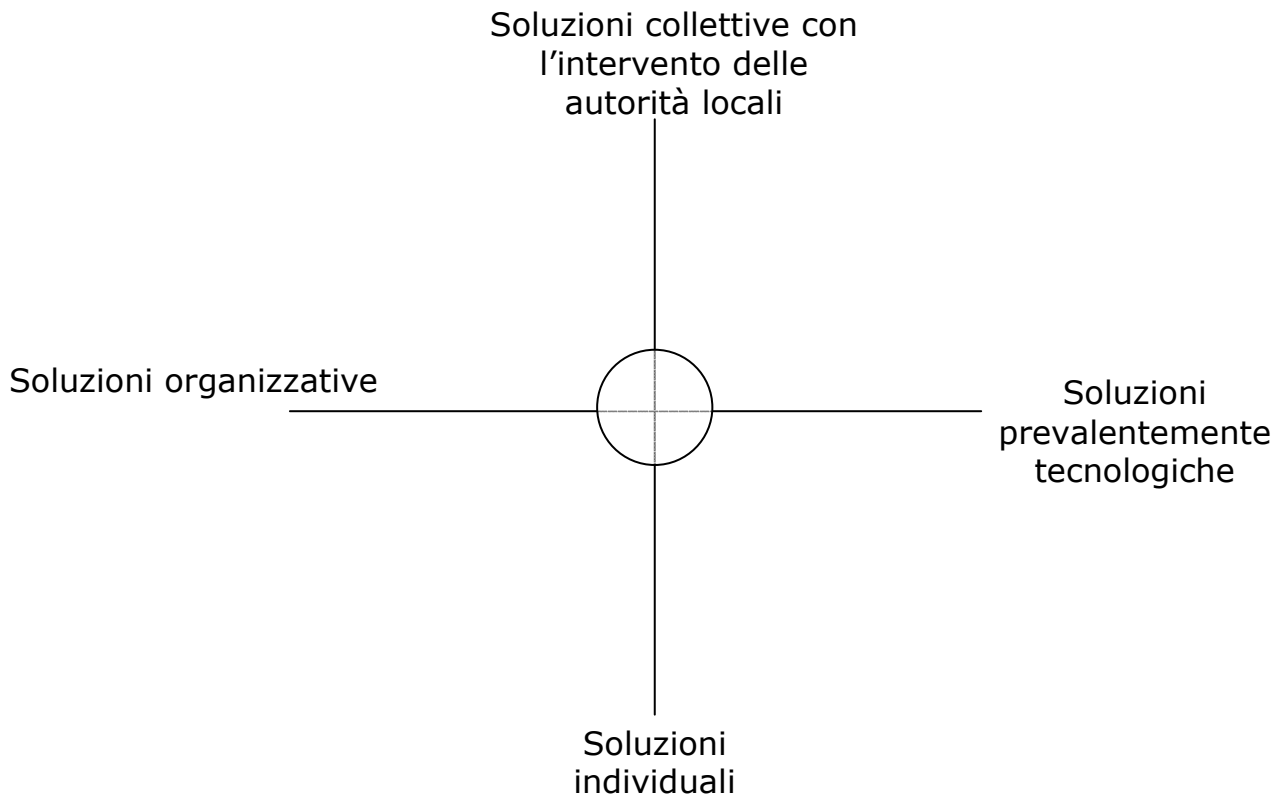 Soluzioni collettive con
l’intervento delle
autorità locali
Soluzioni organizzative
Soluzioni
prevalentemente
tecnologiche
Soluzioni
individuali